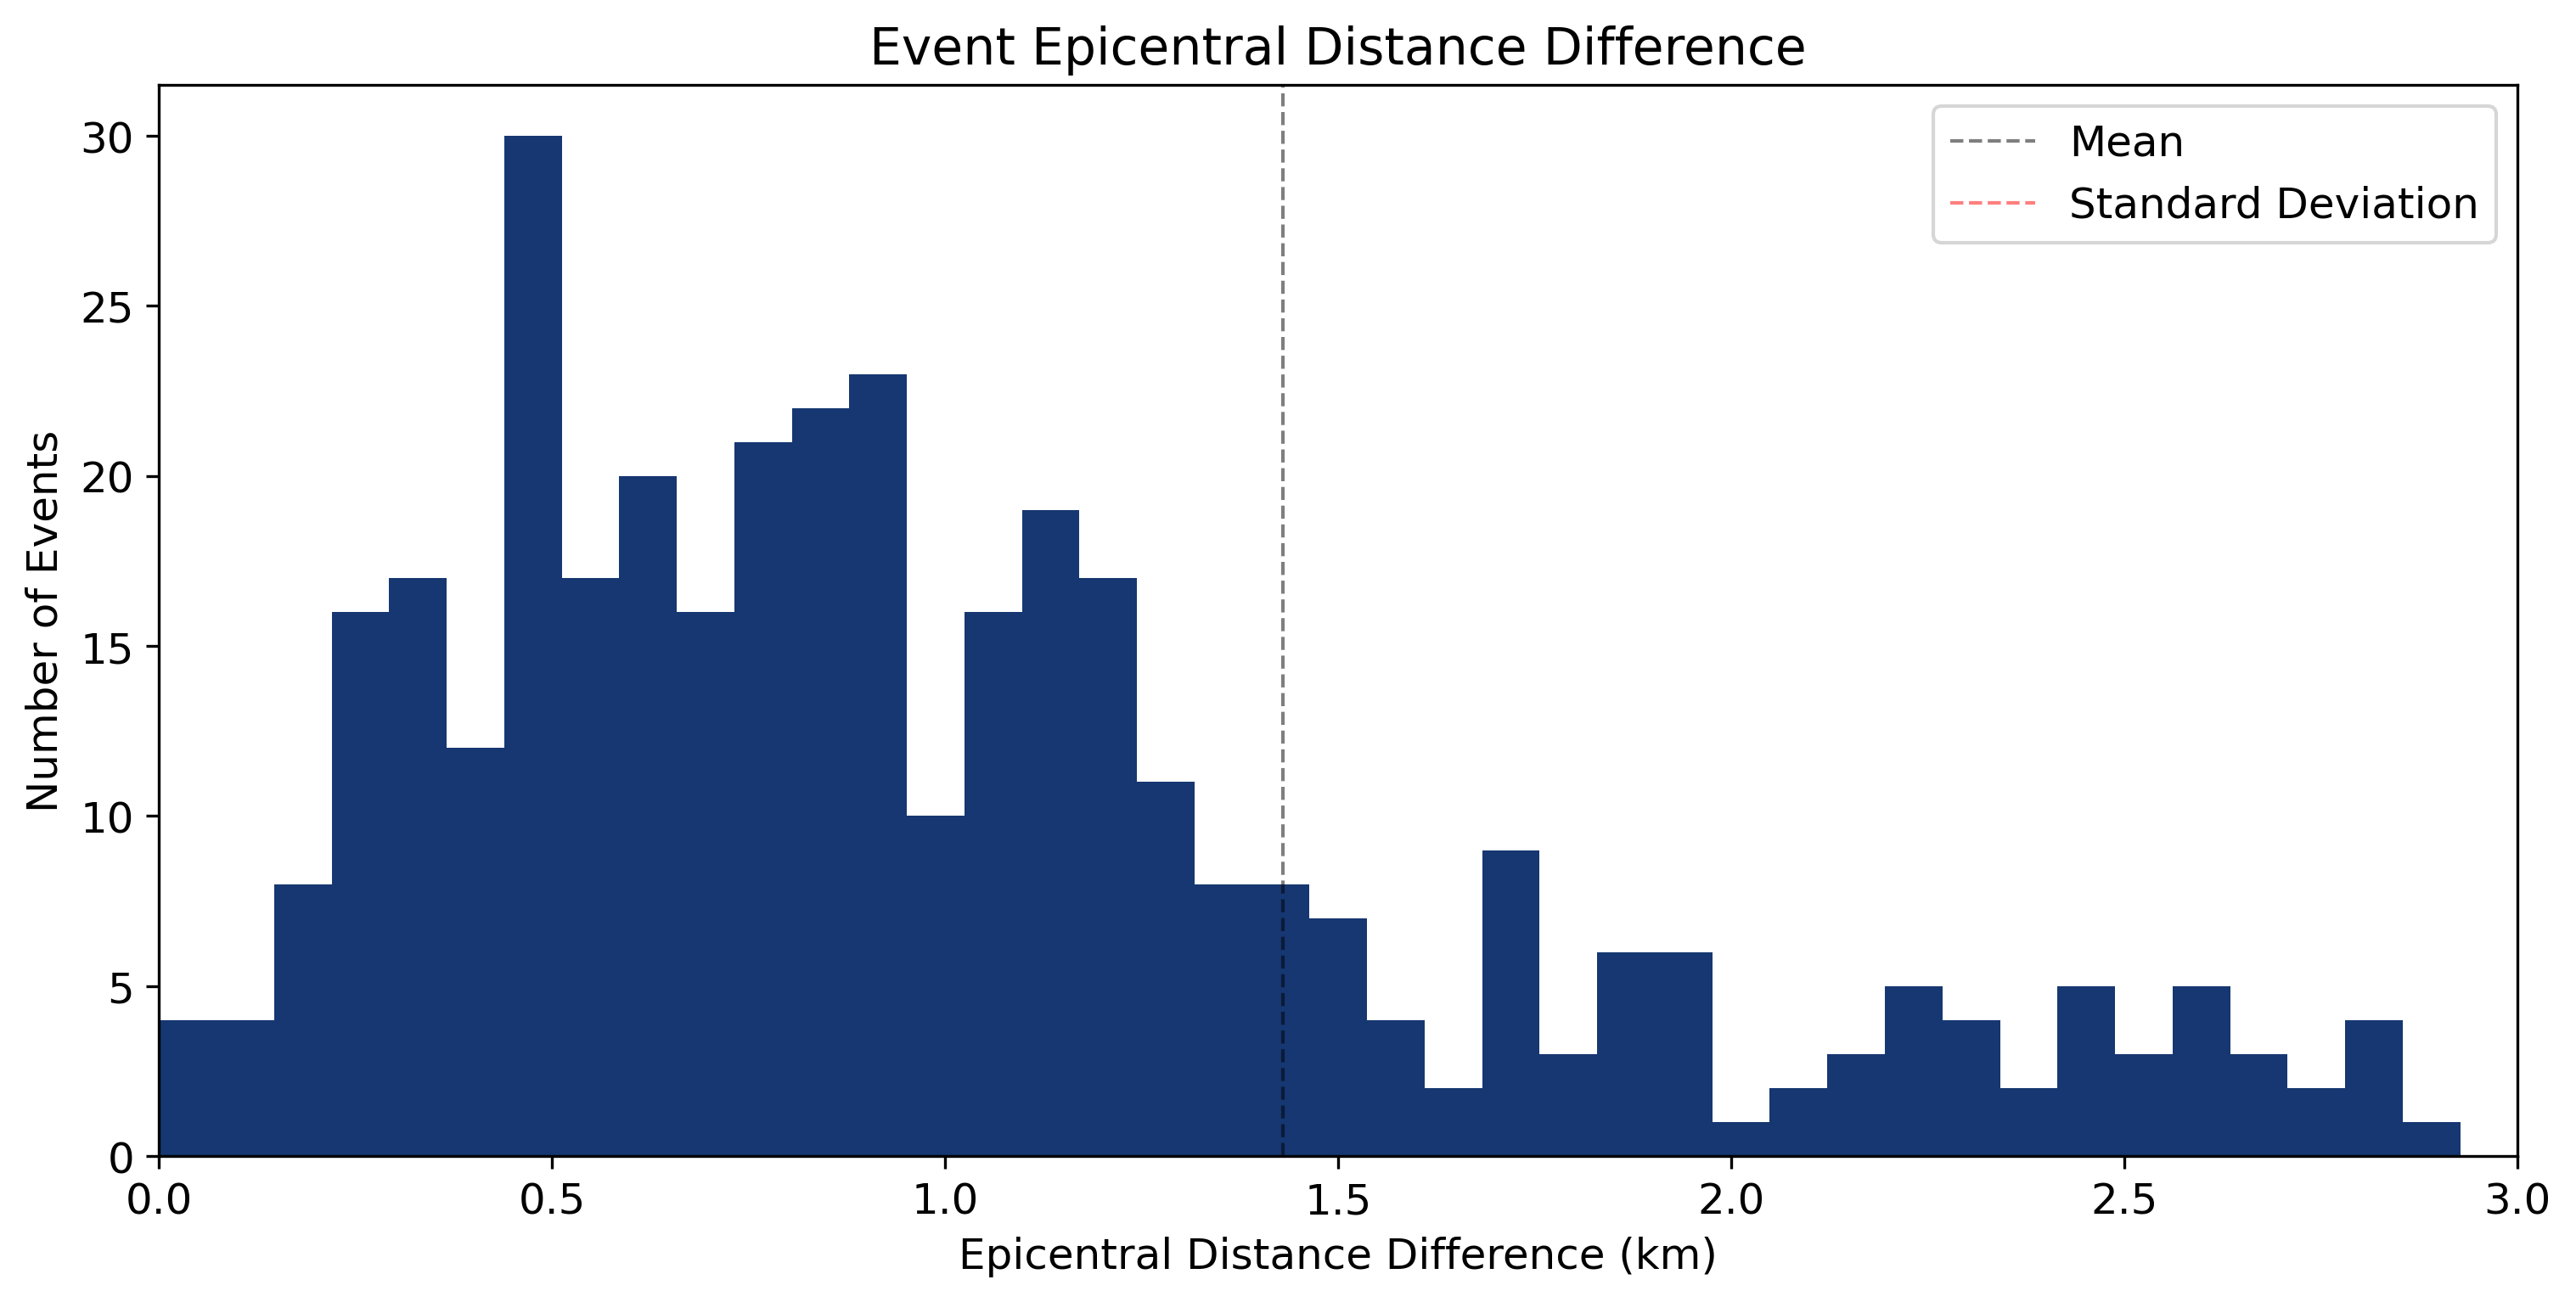 Event Epicentral Distance Difference
Mean
Standard Deviation
Number of Events
30
25
20
15
10
5
0
0.0 0.5 1.0 1.5 2.0 2.5 3.0
Epicentral Distance Difference (km)